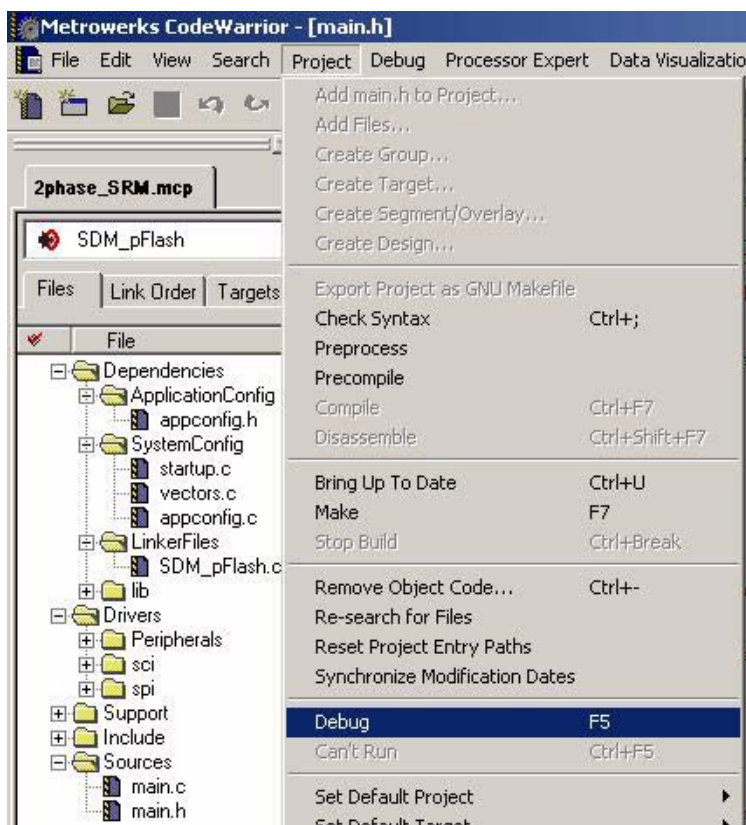 Metrowerks CodeWarrior - [main.h]
File Edit View Search Project Debug Processor Expert Data Visualizatio
2phase_SRM.mcp
SDM_pFlash
Files Link Order Targets
File
Dependencies
ApplicationConfig
appconfig.h
SystemConfig
startup.c
vectors.c
appconfig.c
LinkerFiles
SDM_pFlash.c
lib
Drivers
Peripherals
sci
spi
Support
Include
Sources
main.c
main.h
Add main.h to Project...
Add Files...
Create Group...
Create Target...
Create Segment/Overlay...
Create Design...
Export Project as GNU Makefile
Check Syntax Ctrl+;
Preprocess
Precompile
Compile Ctrl+F7
Disassemble Ctrl+Shift+F7
Bring Up To Date Ctrl+U
Make F7
Stop Build Ctrl+Break
Remove Object Code... Ctrl+-
Re-search for Files
Reset Project Entry Paths
Synchronize Modification Dates
Debug F5
Can't Run Ctrl+F5
Set Default Project
Set Default Target